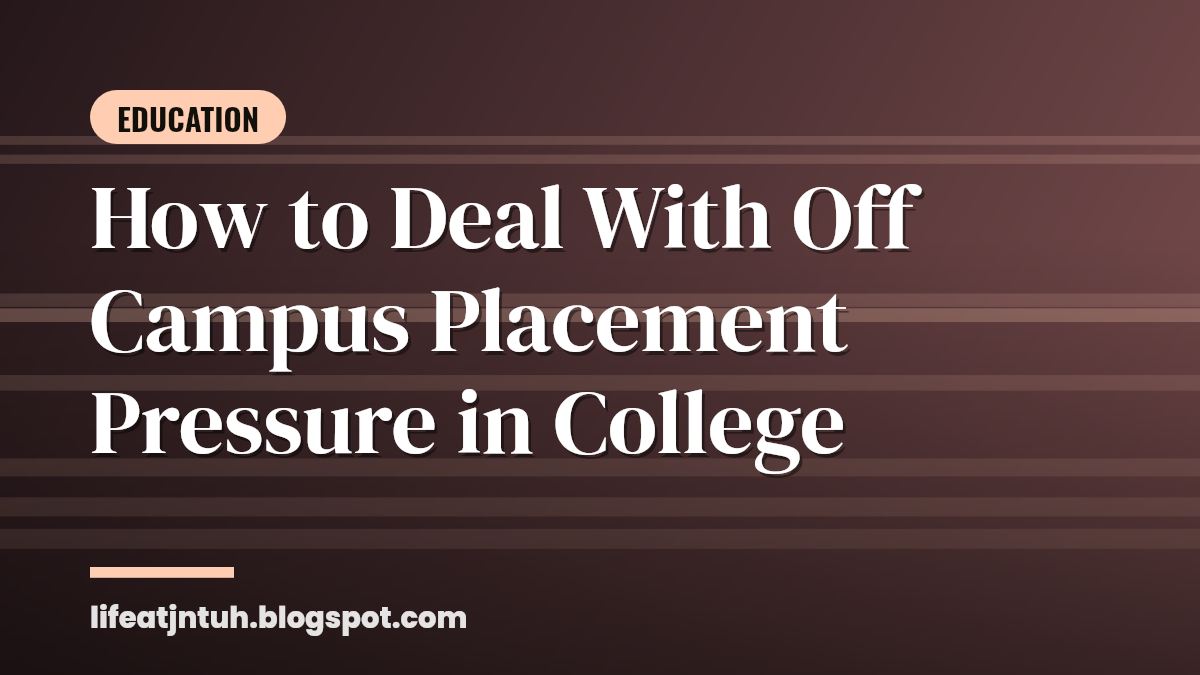 EDUCATION
How to Deal With Off
Campus Placement
Pressure in College
lifeatjntuh.blogspot.com